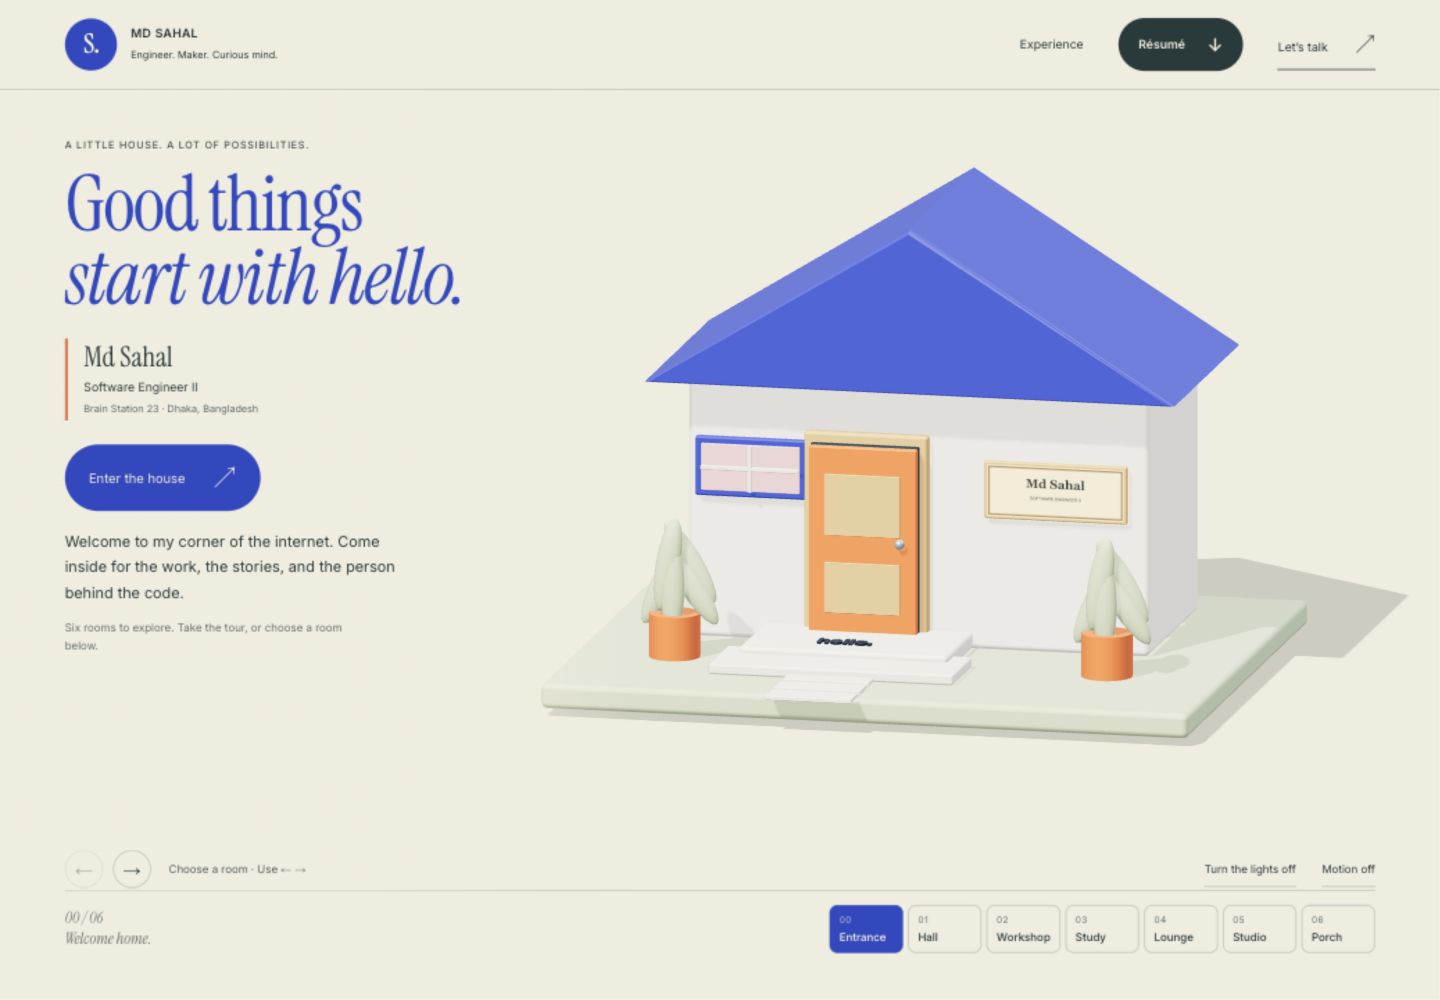 S.
MD SAHAL
Engineer. Maker. Curious mind.
Experience
Résumé ↓
Let's talk
A LITTLE HOUSE. A LOT OF POSSIBILITIES.
Good things
start with hello.
Md Sahal
Software Engineer II
Brain Station 23 · Dhaka, Bangladesh
Enter the house
Welcome to my corner of the internet. Come
inside for the work, the stories, and the person
behind the code.
Six rooms to explore. Take the tour, or choose a room
below.
Md Sahal
SOFTWARE ENGINEER II
hello.
← → Choose a room · Use ← →
Turn the lights off
Motion off
00 / 06
Welcome home.
00
Entrance
01
Hall
02
Workshop
03
Study
04
Lounge
05
Studio
06
Porch